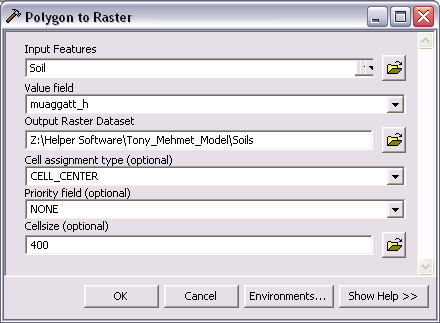 Polygon to Raster
Input Features
Soil
Value field
muaggatt_h
Output Raster Dataset
Z:\Helper Software\Tony_Mehmet_Model\Soils
Cell assignment type (optional)
CELL_CENTER
Priority field (optional)
NONE
Cellsize (optional)
400
OK Cancel Environments... Show Help >>